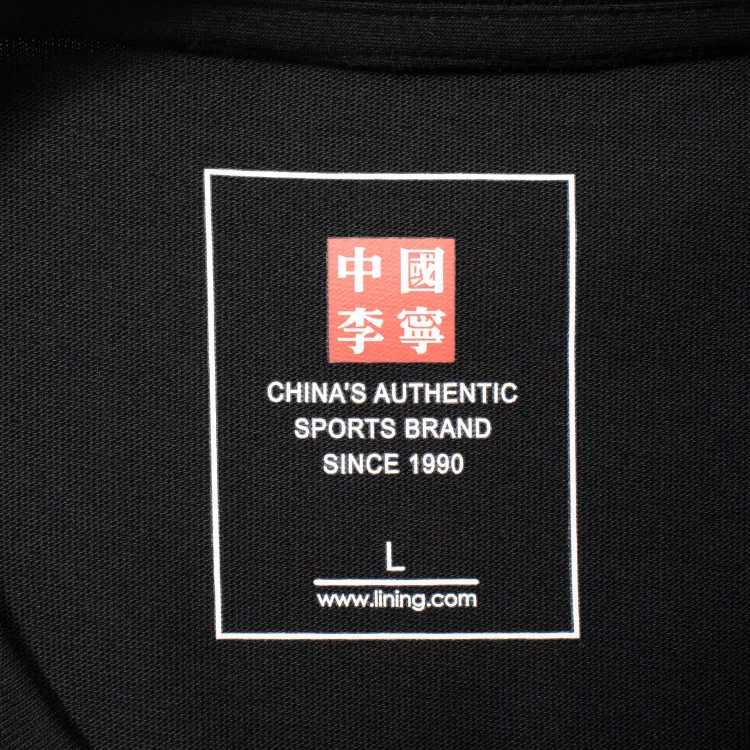 中國
李寧
CHINA'S AUTHENTIC
SPORTS BRAND
SINCE 1990
L
www.lining.com